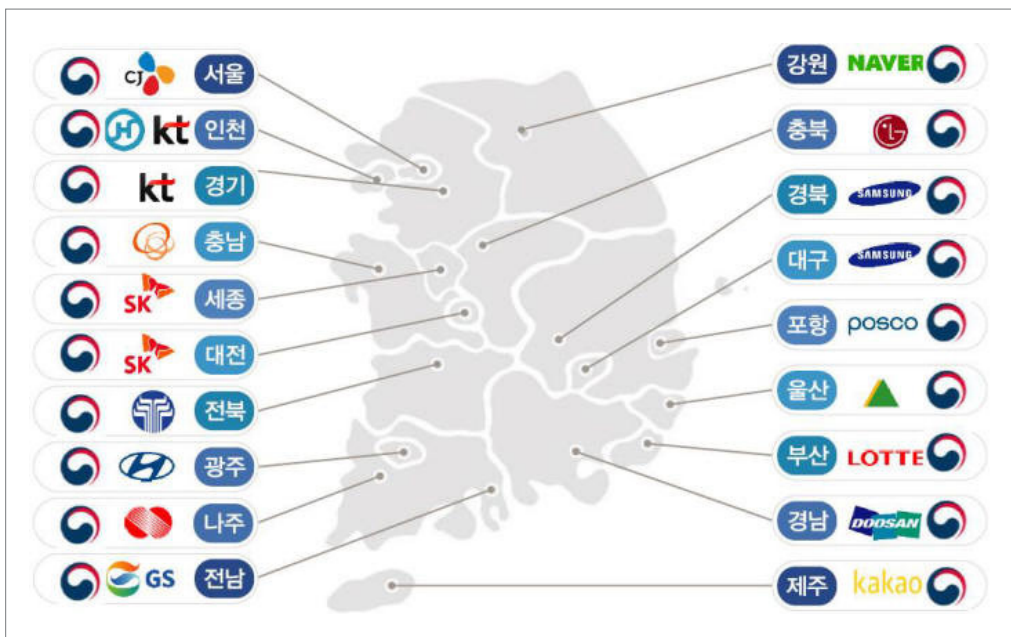 CJ 서울
H kt 인천
kt 경기
충남
SK 세종
SK 대전
전북
광주
나주
GS 전남
강원 NAVER
충북 LG
경북 SAMSUNG
대구 SAMSUNG
포항 posco
울산
부산 LOTTE
경남 DOOSAN
제주 kakao